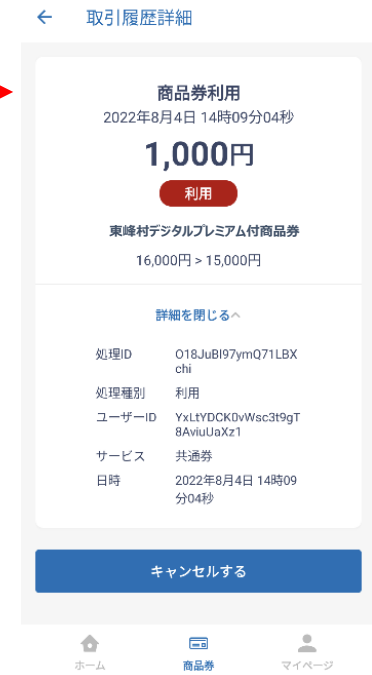 取引履歴詳細
商品券利用
2022年8月4日 14時09分04秒
1,000円
利用
東峰村デジタルプレミアム付商品券
16,000円 > 15,000円
詳細を閉じる
処理ID O18JuBI97ymQ71LBX
chi
処理種別 利用
ユーザーID YxLtYDCK0vWsc3t9gT
8AviuUaXz1
サービス 共通券
日時 2022年8月4日 14時09
分04秒
キャンセルする
ホーム 商品券 マイページ